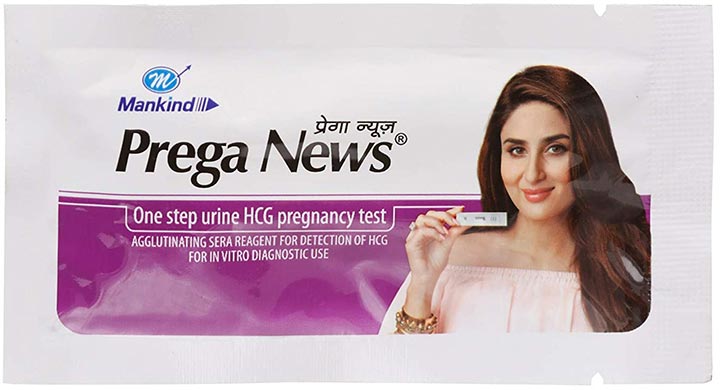 m
Mankind
प्रेगा न्यूज़
Prega News®
One step urine HCG pregnancy test
AGGLUTINATING SERA REAGENT FOR DETECTION OF HCG
FOR IN VITRO DIAGNOSTIC USE